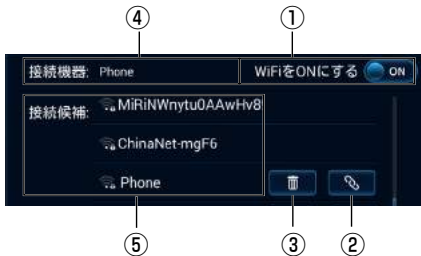 ④ ①
接続機器: Phone WiFiをONにする ON
接続候補: MiRiNWnytu0AAwHv8
ChinaNet-mgF6
Phone
⑤ ③ ②